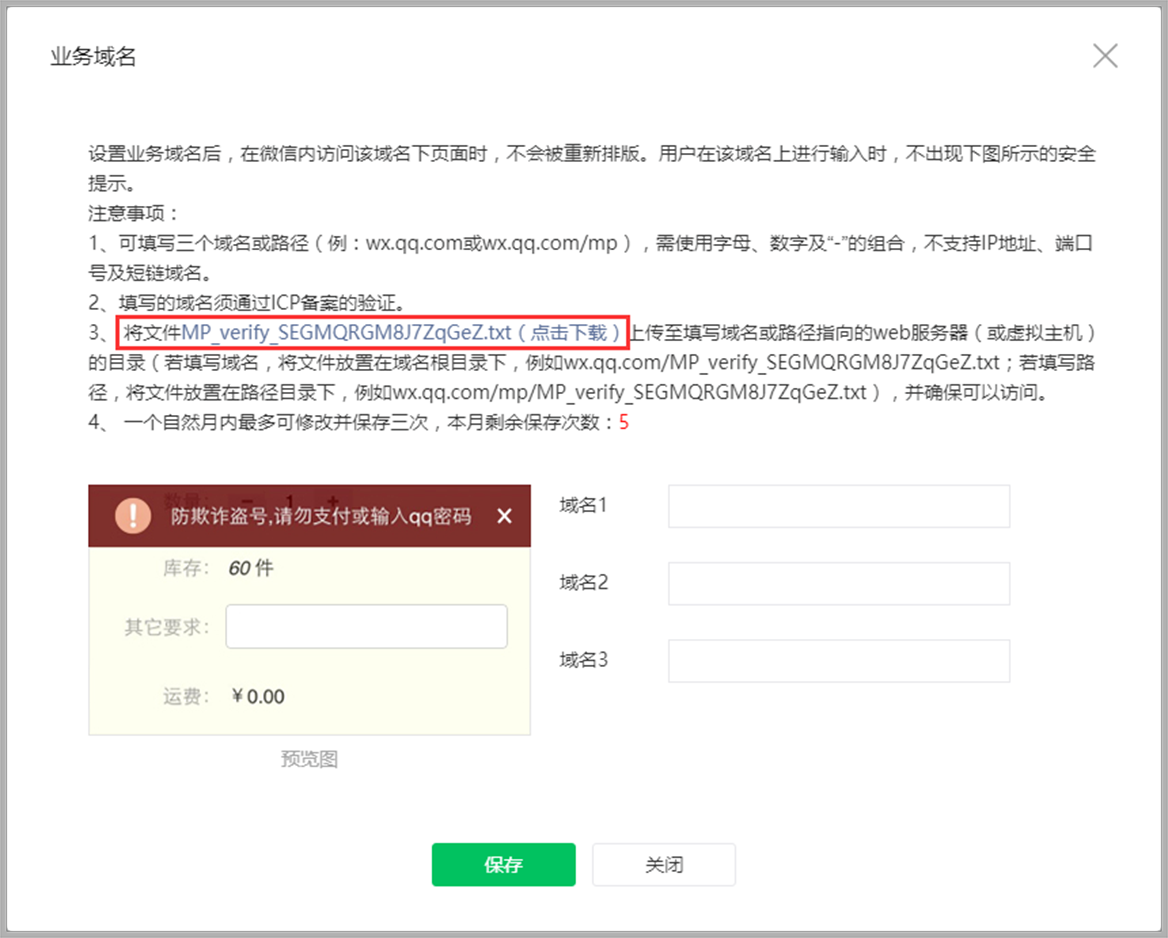 业务域名
设置业务域名后，在微信内访问该域名下页面时，不会被重新排版。用户在该域名上进行输入时，不出现下图所示的安全
提示。
注意事项：
1、可填写三个域名或路径（例：wx.qq.com或wx.qq.com/mp），需使用字母、数字及“-”的组合，不支持IP地址、端口
号及短链域名。
2、填写的域名须通过ICP备案的验证。
3、将文件MP_verify_SEGMQRGM8J7ZqGeZ.txt（点击下载）上传至填写域名或路径指向的web服务器（或虚拟主机）
的目录（若填写域名，将文件放置在域名根目录下，例如wx.qq.com/MP_verify_SEGMQRGM8J7ZqGeZ.txt；若填写路
径，将文件放置在路径目录下，例如wx.qq.com/mp/MP_verify_SEGMQRGM8J7ZqGeZ.txt），并确保可以访问。
4、 一个自然月内最多可修改并保存三次，本月剩余保存次数：5
数量： － 1 +
防欺诈盗号,请勿支付或输入qq密码
库存： 60 件
其它要求：
运费： ￥0.00
预览图
域名1
域名2
域名3
保存
关闭